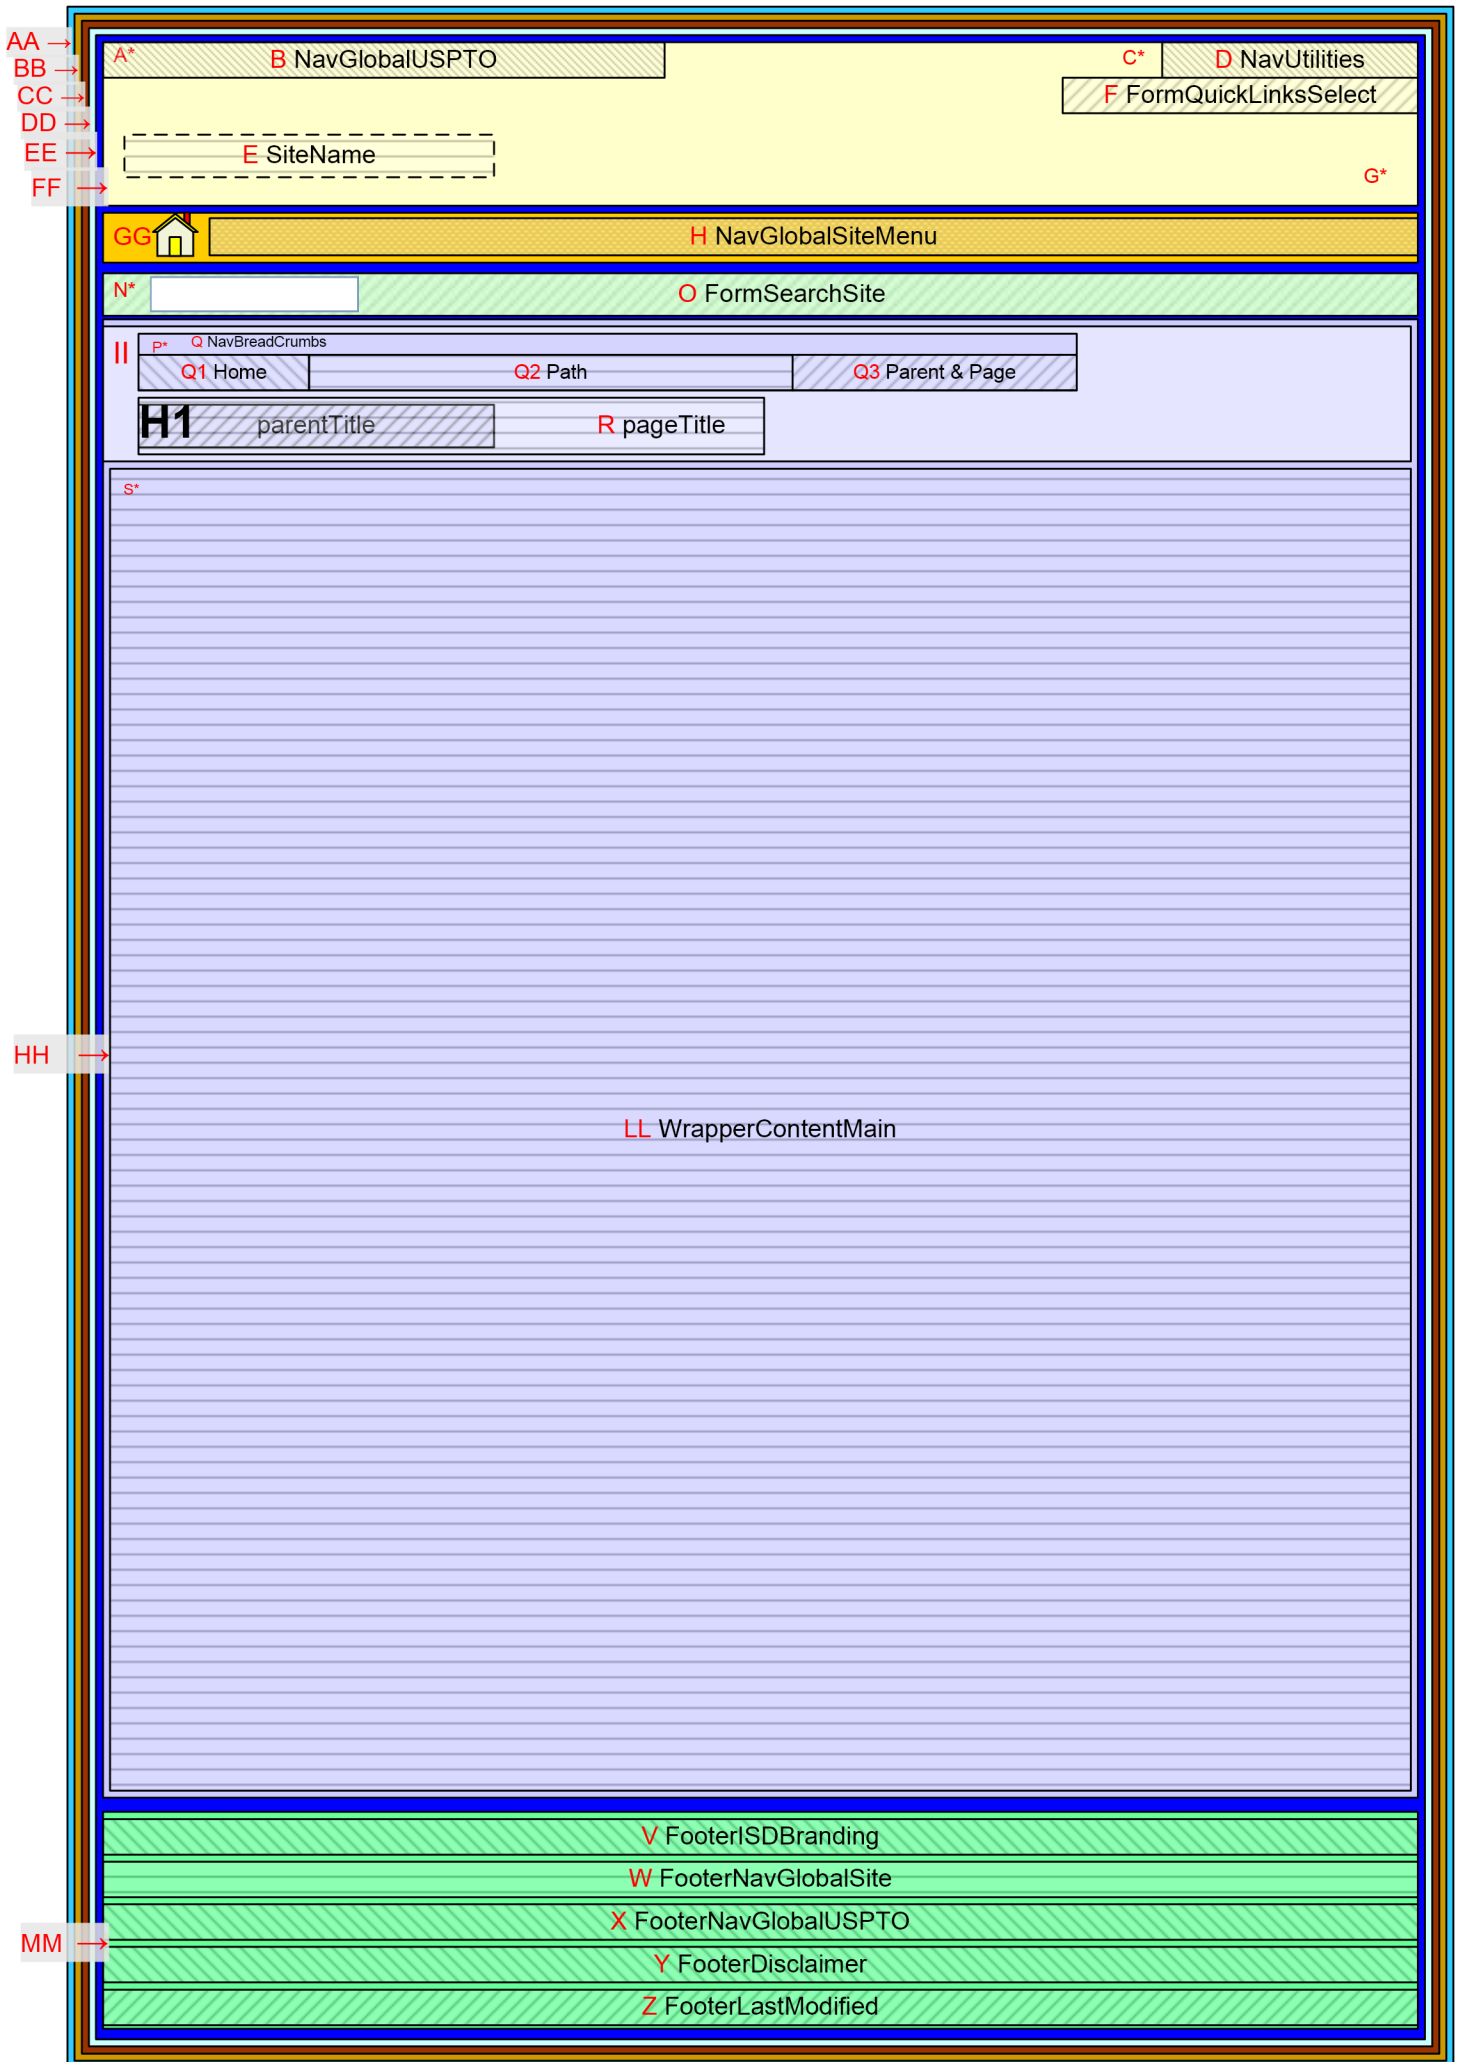 AA →
A*
B NavGlobalUSPTO
C*
D NavUtilities
BB →
CC →
F FormQuickLinksSelect
DD →
EE →
E SiteName
FF →
G*
GG
H NavGlobalSiteMenu
N*
O FormSearchSite
II
P*
Q NavBreadCrumbs
Q1 Home
Q2 Path
Q3 Parent & Page
H1
parentTitle
R pageTitle
S*
HH →
LL WrapperContentMain
V FooterISDBranding
W FooterNavGlobalSite
X FooterNavGlobalUSPTO
MM →
Y FooterDisclaimer
Z FooterLastModified